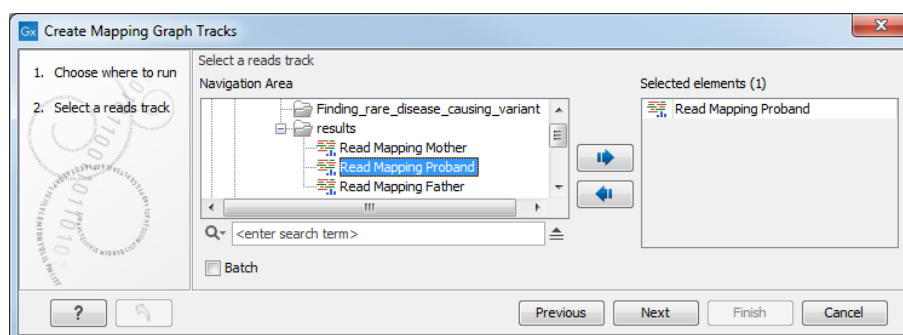 Gx Create Mapping Graph Tracks
1. Choose where to run
2. Select a reads track
Select a reads track
Navigation Area
Finding_rare_disease_causing_variant
results
Read Mapping Mother
Read Mapping Proband
Read Mapping Father
<enter search term>
Batch
Selected elements (1)
Read Mapping Proband
?
Previous
Next
Finish
Cancel